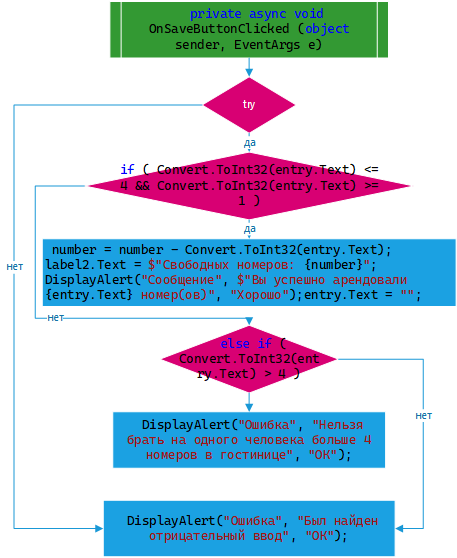 private async void
OnSaveButtonClicked (object
sender, EventArgs e)
try
да
if ( Convert.ToInt32(entry.Text) <=
4 && Convert.ToInt32(entry.Text) >=
1 )
да
number = number - Convert.ToInt32(entry.Text);
label2.Text = $"Свободных номеров: {number}";
DisplayAlert("Сообщение", $"Вы успешно арендовали
{entry.Text} номер(ов)", "Хорошо");entry.Text = "";
нет
нет
else if (
Convert.ToInt32(ent
ry.Text) > 4 )
нет
DisplayAlert("Ошибка", "Нельзя
брать на одного человека больше 4
номеров в гостинице", "ОК");
DisplayAlert("Ошибка", "Был найден
отрицательный ввод", "ОК");